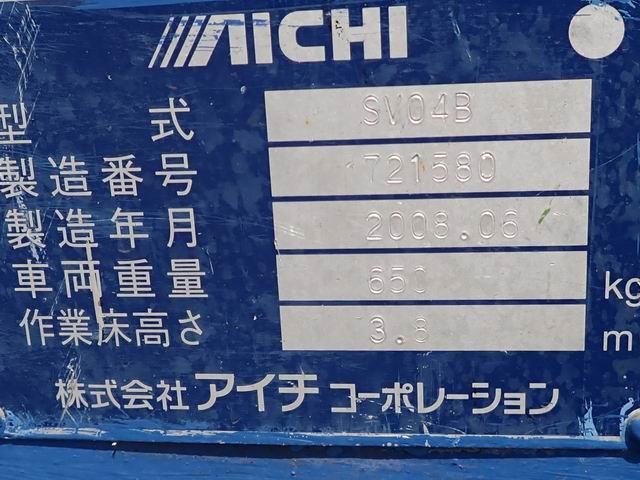 AICHI
型 式 SV04B
製造番号 721580
製造年月 2008.06
車両重量 650 kg
作業床高さ 3.8 m
株式会社 アイチ コーポレーション